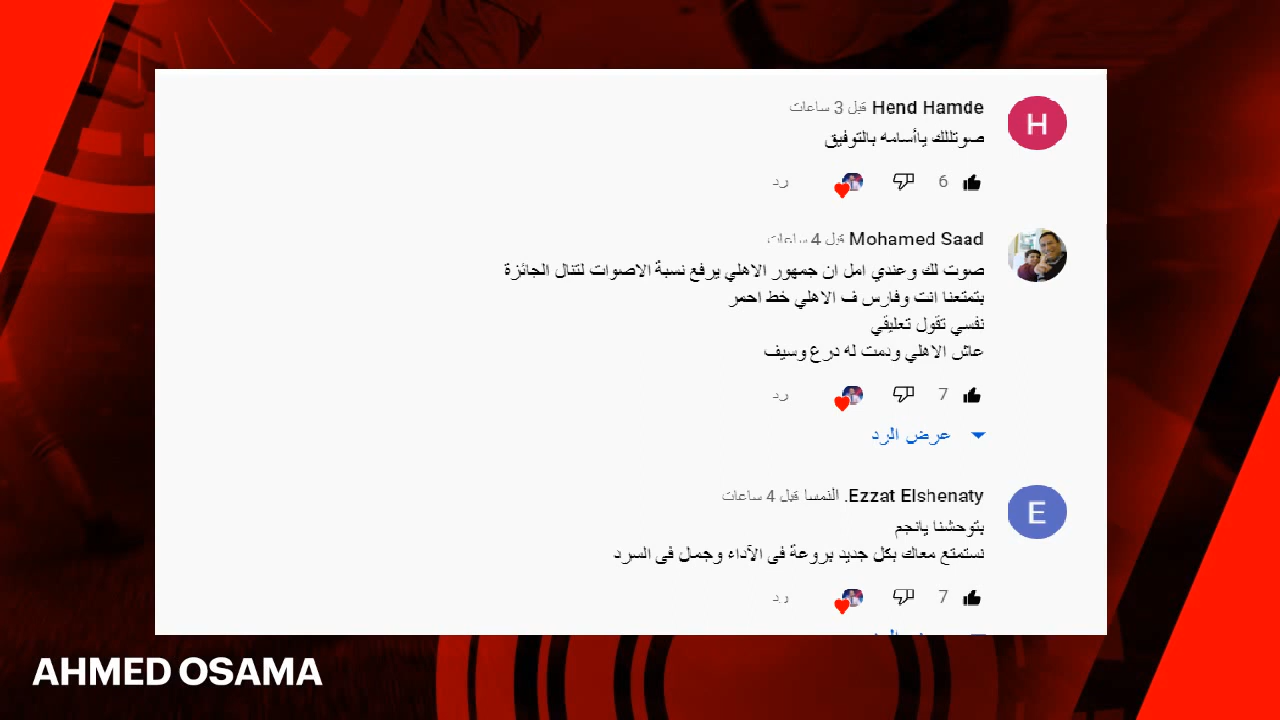 Hend Hamde قبل 3 ساعات
H
صوتلللك ياأسامه بالتوفيق
6
رد
Mohamed Saad قبل 4 ساعات
صوت لك وعندي امل ان جمهور الاهلي يرفع نسبة الاصوات لتنال الجائزة
بتمتعنا انت وفارس ف الاهلي خط احمر
نفسي تقول تعليقي
عاش الاهلي ودمت له درع وسيف
7
رد
عرض الرد
Ezzat Elshenaty. النمسا قبل 4 ساعات
E
بتوحشنا يانجم
نستمتع معاك بكل جديد بروعة فى الآداء وجمل فى السرد
7
رد
AHMED OSAMA